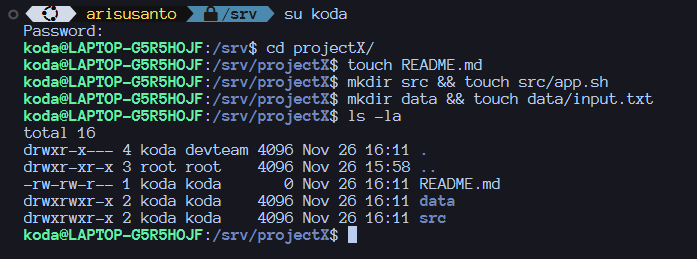 arisusanto /srv su koda
Password:
koda@LAPTOP-G5R5HOJF:/srv$ cd projectX/
koda@LAPTOP-G5R5HOJF:/srv/projectX$ touch README.md
koda@LAPTOP-G5R5HOJF:/srv/projectX$ mkdir src && touch src/app.sh
koda@LAPTOP-G5R5HOJF:/srv/projectX$ mkdir data && touch data/input.txt
koda@LAPTOP-G5R5HOJF:/srv/projectX$ ls -la
total 16
drwxr-x--- 4 koda devteam 4096 Nov 26 16:11 .
drwxr-xr-x 3 root root    4096 Nov 26 15:58 ..
-rw-rw-r-- 1 koda koda       0 Nov 26 16:11 README.md
drwxrwxr-x 2 koda koda    4096 Nov 26 16:11 data
drwxrwxr-x 2 koda koda    4096 Nov 26 16:11 src
koda@LAPTOP-G5R5HOJF:/srv/projectX$